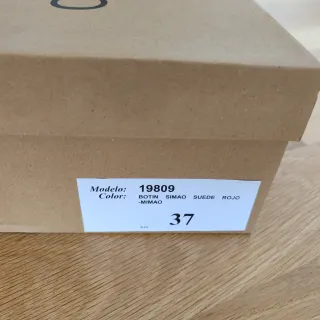 Modelo: 19809
Color: BOTIN SIMAO SUEDE ROJO
-MIMAO
37